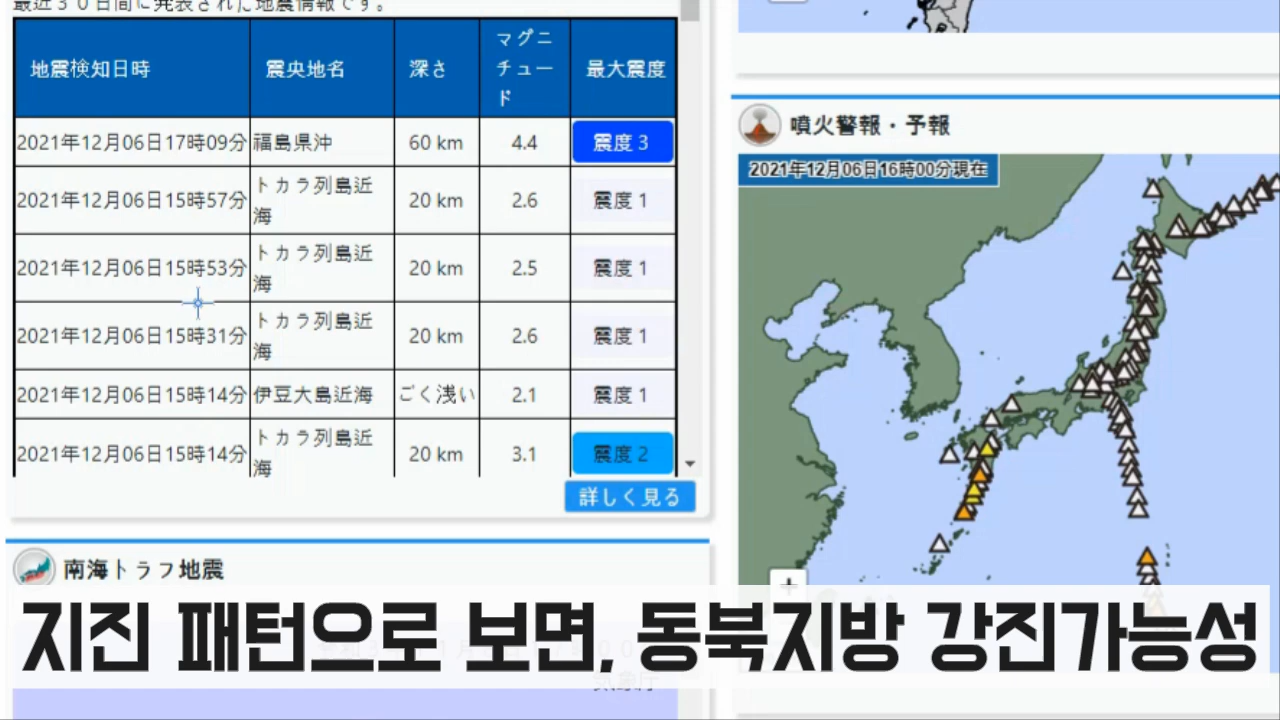 最近３０日間に発表された地震情報です。
地震検知日時 震央地名 深さ マグニチュード 最大震度
2021年12月06日17時09分 福島県沖 60 km 4.4 震度３
2021年12月06日15時57分 トカラ列島近海 20 km 2.6 震度１
2021年12月06日15時53分 トカラ列島近海 20 km 2.5 震度１
2021年12月06日15時31分 トカラ列島近海 20 km 2.6 震度１
2021年12月06日15時14分 伊豆大島近海 ごく浅い 2.1 震度１
2021年12月06日15時14分 トカラ列島近海 20 km 3.1 震度２
詳しく見る
南海トラフ地震
噴火警報・予報
2021年12月06日16時00分現在
+
지진 패턴으로 보면, 동북지방 강진가능성
気象庁